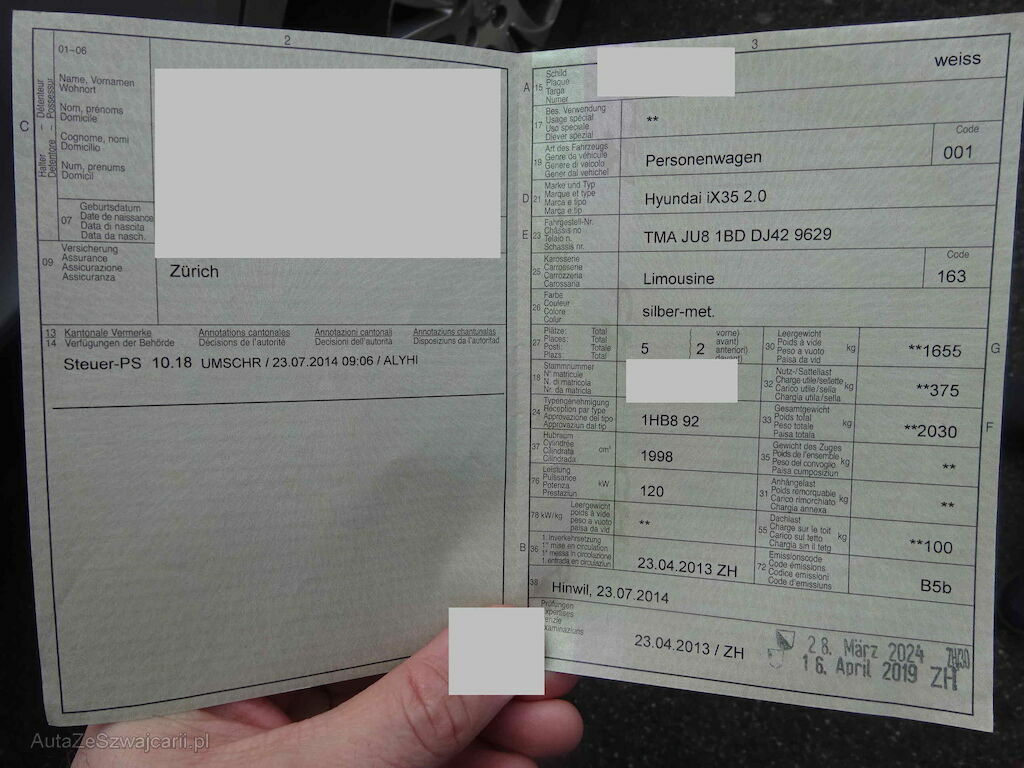 2
01–06
Name, Vornamen
Wohnort
Nom, prénoms
Domicile
Cognome, nomi
Domicilio
Num, prenums
Domicil
C
Halter – Détenteur
Detentore – Possessur
07
Geburtsdatum
Date de naissance
Data di nascita
Data da nasch.
09
Versicherung
Assurance
Assicurazione
Assicuranza
Zürich
13 Kantonale Vermerke Annotations cantonales Annotazioni cantonali Annotaziuns chantunalas
14 Verfügungen der Behörde Décisions de l'autorité Decisioni dell'autorità Disposiziuns da l'autoritad
Steuer-PS 10.18 UMSCHR / 23.07.2014 09:06 / ALYHI
3
A 15
Schild
Plaque
Targa
Numer
weiss
17
Bes. Verwendung
Usage spécial
Uso speciale
Diever spezial
**
19
Art des Fahrzeugs
Genre de véhicule
Genere di veicolo
Gener dal vehichel
Personenwagen
Code
001
D 21
Marke und Typ
Marque et type
Marca e tipo
Marca e tip
Hyundai iX35 2.0
E 23
Fahrgestell-Nr.
Châssis no
Telaio n.
Schassis nr.
TMA JU8 1BD DJ42 9629
25
Karosserie
Carrosserie
Carrozzeria
Carossaria
Limousine
Code
163
26
Farbe
Couleur
Colore
Colur
silber-met.
27
Plätze: Total
Places: Total
Posti: Totale
Plazs: Total
5
2
vorne)
avant)
anteriori)
30
Leergewicht
Poids à vide
Peso a vuoto
Paisa da vid
kg
**1655
G
18
Stammnummer
N° matricule
N. di matricola
Nr. da matricla
32
Nutz-/Sattellast
Charge utile/sellette
Carico utile/sella
Chargia utila/sella
kg
**375
24
Typengenehmigung
Réception par type
Approvazione del tipo
Approvaziun dal tip
1HB8 92
33
Gesamtgewicht
Poids total
Peso totale
Paisa totala
kg
**2030
F
37
Hubraum
Cylindrée
Cilindrata
Cilindrada
cm³
1998
35
Gewicht des Zuges
Poids de l'ensemble
Peso del convoglio
Paisa cumposiziun
kg
**
76
Leistung
Puissance
Potenza
Prestaziun
kW
120
31
Anhängelast
Poids remorquable
Carico rimorchiato
Chargia annexa
kg
**
78 kW/kg
Leergewicht
poids à vide
peso a vuoto
paisa da vid
**
55
Dachlast
Charge sur le toit
Carico sul tetto
Chargia sin il tetg
kg
**100
B 36
1. Inverkehrsetzung
1re mise en circulation
1a messa in circolazione
1. entrada en circulaziun
23.04.2013 ZH
72
Emissionscode
Code émissions
Codice emissioni
Code d'emissiuns
B5b
38
Hinwil, 23.07.2014
Prüfungen
23.04.2013 / ZH
28. März 2024
16. April 2019 ZH
AutaZeSzwajcarii.pl